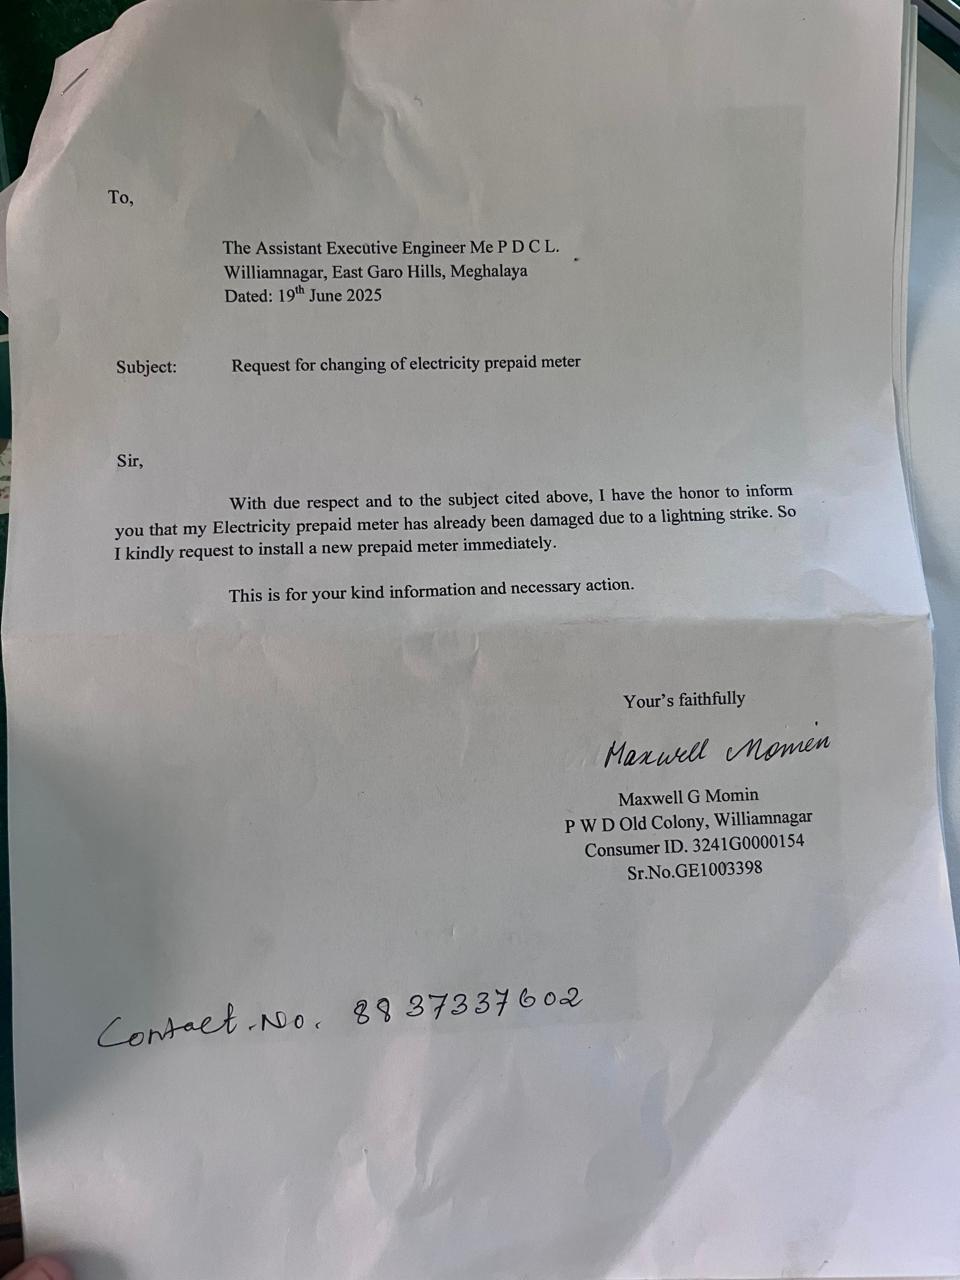 To,
The Assistant Executive Engineer Me P D C L.
Williamnagar, East Garo Hills, Meghalaya
Dated: 19th June 2025
Subject: Request for changing of electricity prepaid meter
Sir,
With due respect and to the subject cited above, I have the honor to inform
you that my Electricity prepaid meter has already been damaged due to a lightning strike. So
I kindly request to install a new prepaid meter immediately.
This is for your kind information and necessary action.
Your's faithfully
Maxwell Momin
Maxwell G Momin
P W D Old Colony, Williamnagar
Consumer ID. 3241G0000154
Sr.No.GE1003398
Contact.No. 8837337602